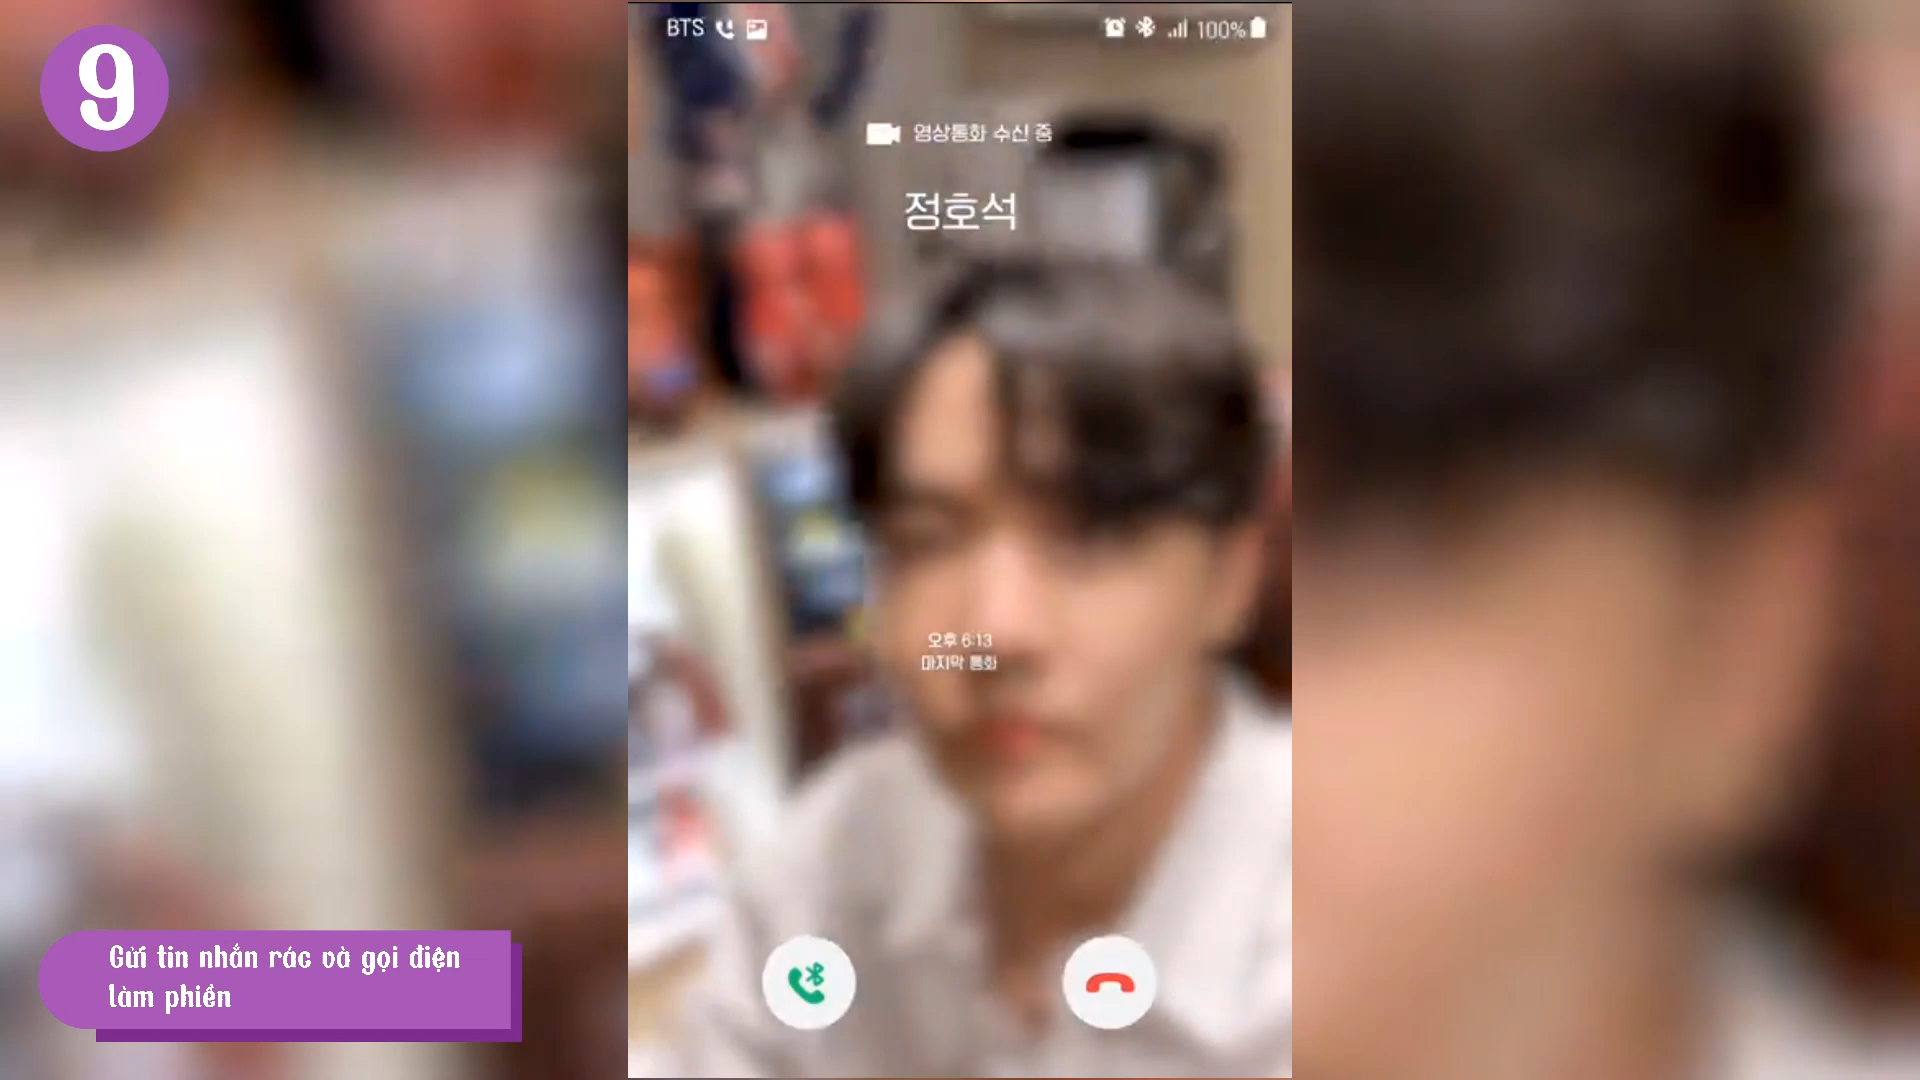 9
BTS
100%
영상통화 수신 중
정호석
오후 6:13
마지막 통화
Gửi tin nhắn rác và gọi điện
làm phiền